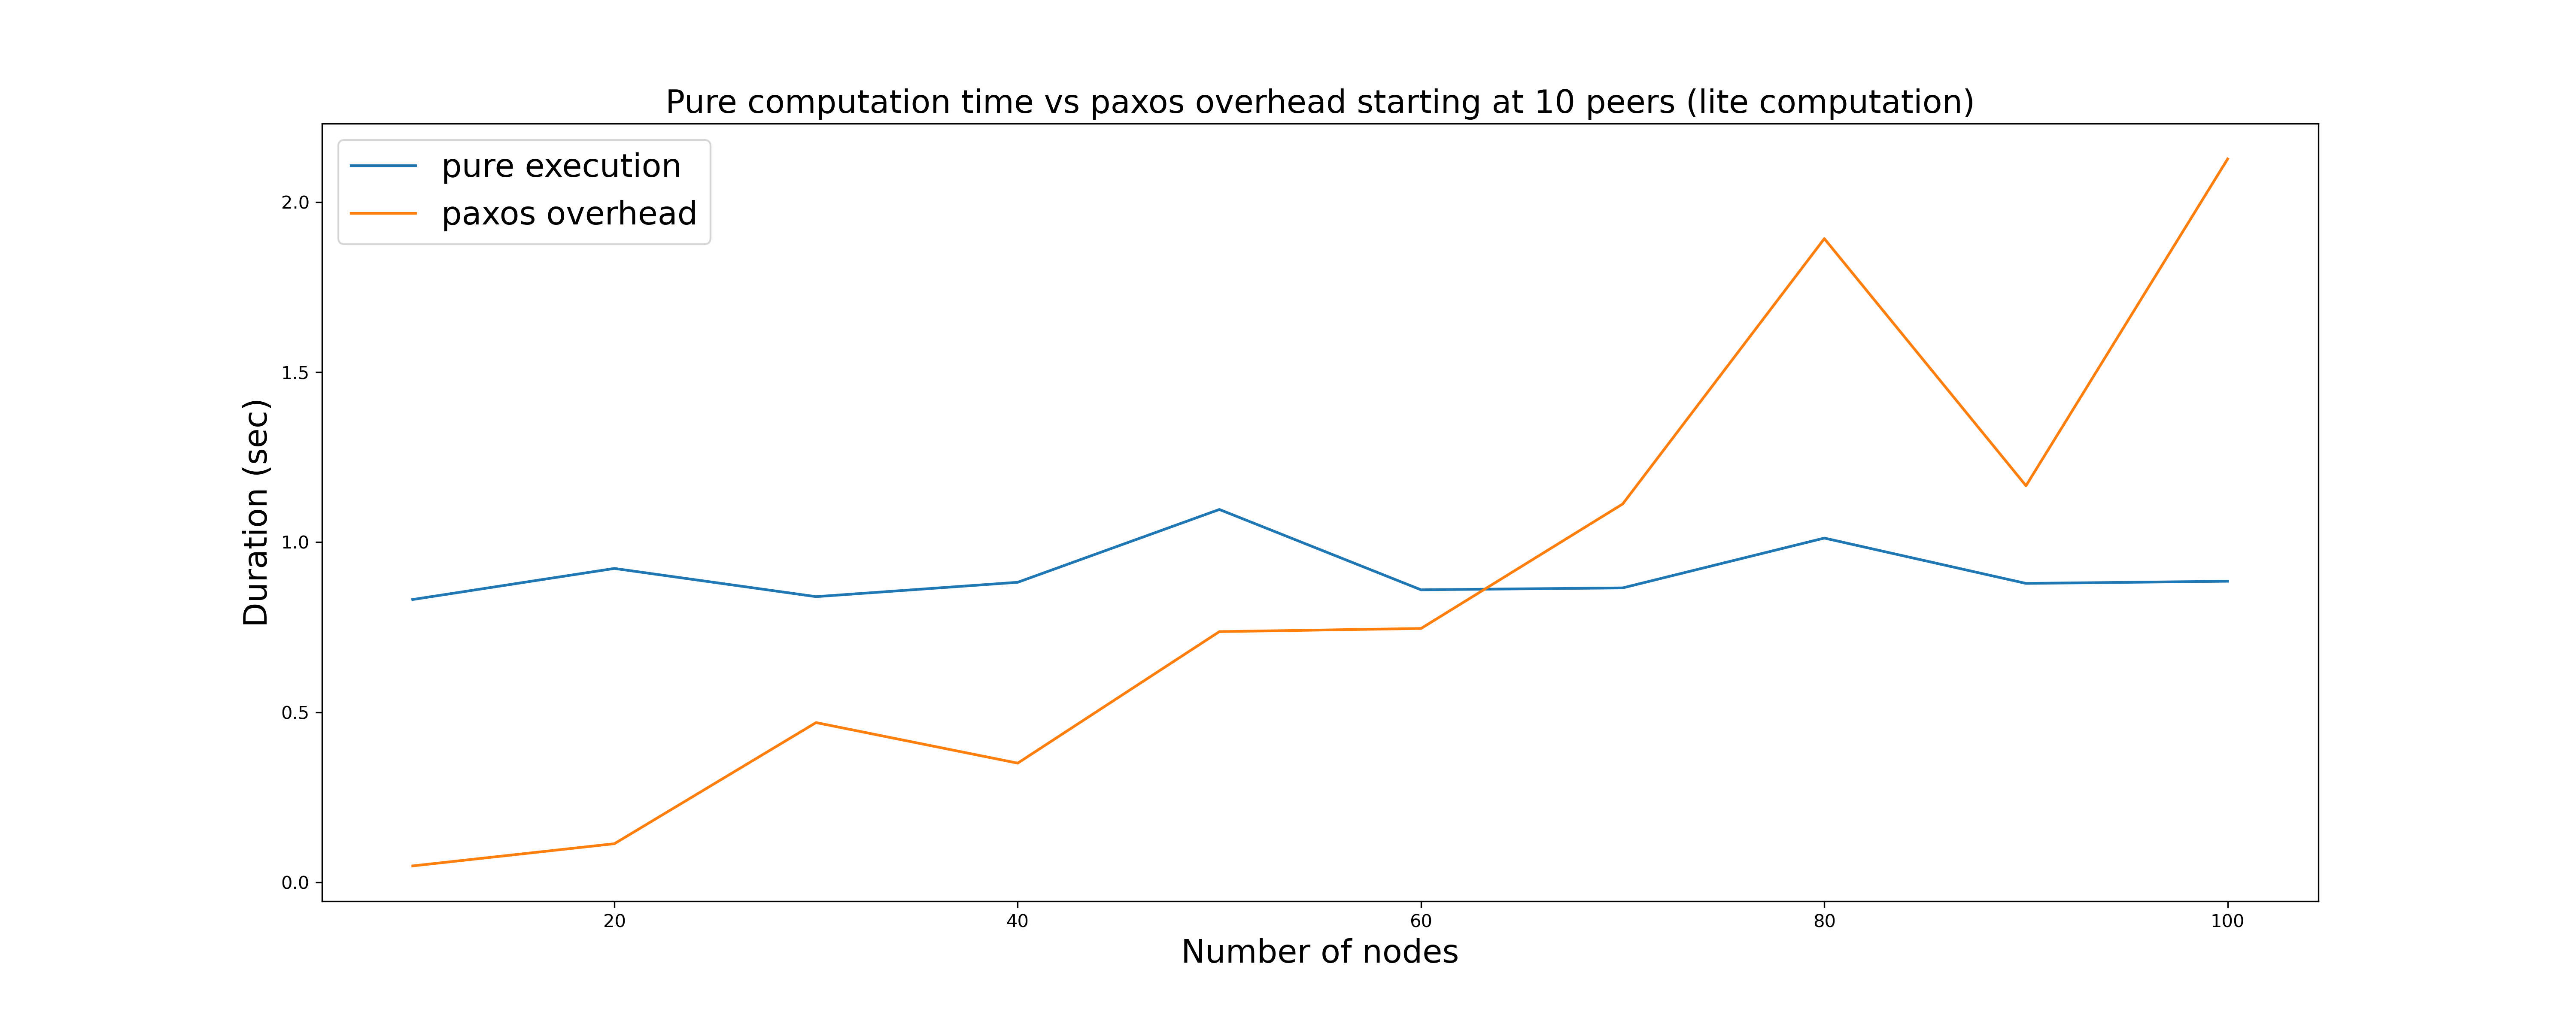 Pure computation time vs paxos overhead starting at 10 peers (lite computation)
pure execution
paxos overhead
Duration (sec)
2.0
1.5
1.0
0.5
0.0
20 40 60 80 100
Number of nodes